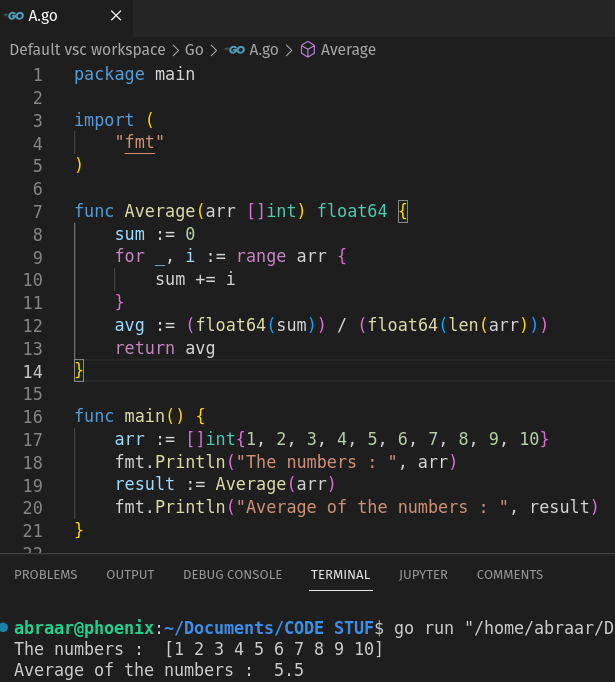 GO A.go ×
Default vsc workspace > Go > GO A.go > Average
1 package main
2
3 import (
4     "fmt"
5 )
6
7 func Average(arr []int) float64 {
8     sum := 0
9     for _, i := range arr {
10         sum += i
11     }
12     avg := (float64(sum)) / (float64(len(arr)))
13     return avg
14 }
15
16 func main() {
17     arr := []int{1, 2, 3, 4, 5, 6, 7, 8, 9, 10}
18     fmt.Println("The numbers : ", arr)
19     result := Average(arr)
20     fmt.Println("Average of the numbers : ", result)
21 }
22
PROBLEMS OUTPUT DEBUG CONSOLE TERMINAL JUPYTER COMMENTS
abraar@phoenix:~/Documents/CODE STUF$ go run "/home/abraar/D
The numbers :  [1 2 3 4 5 6 7 8 9 10]
Average of the numbers :  5.5